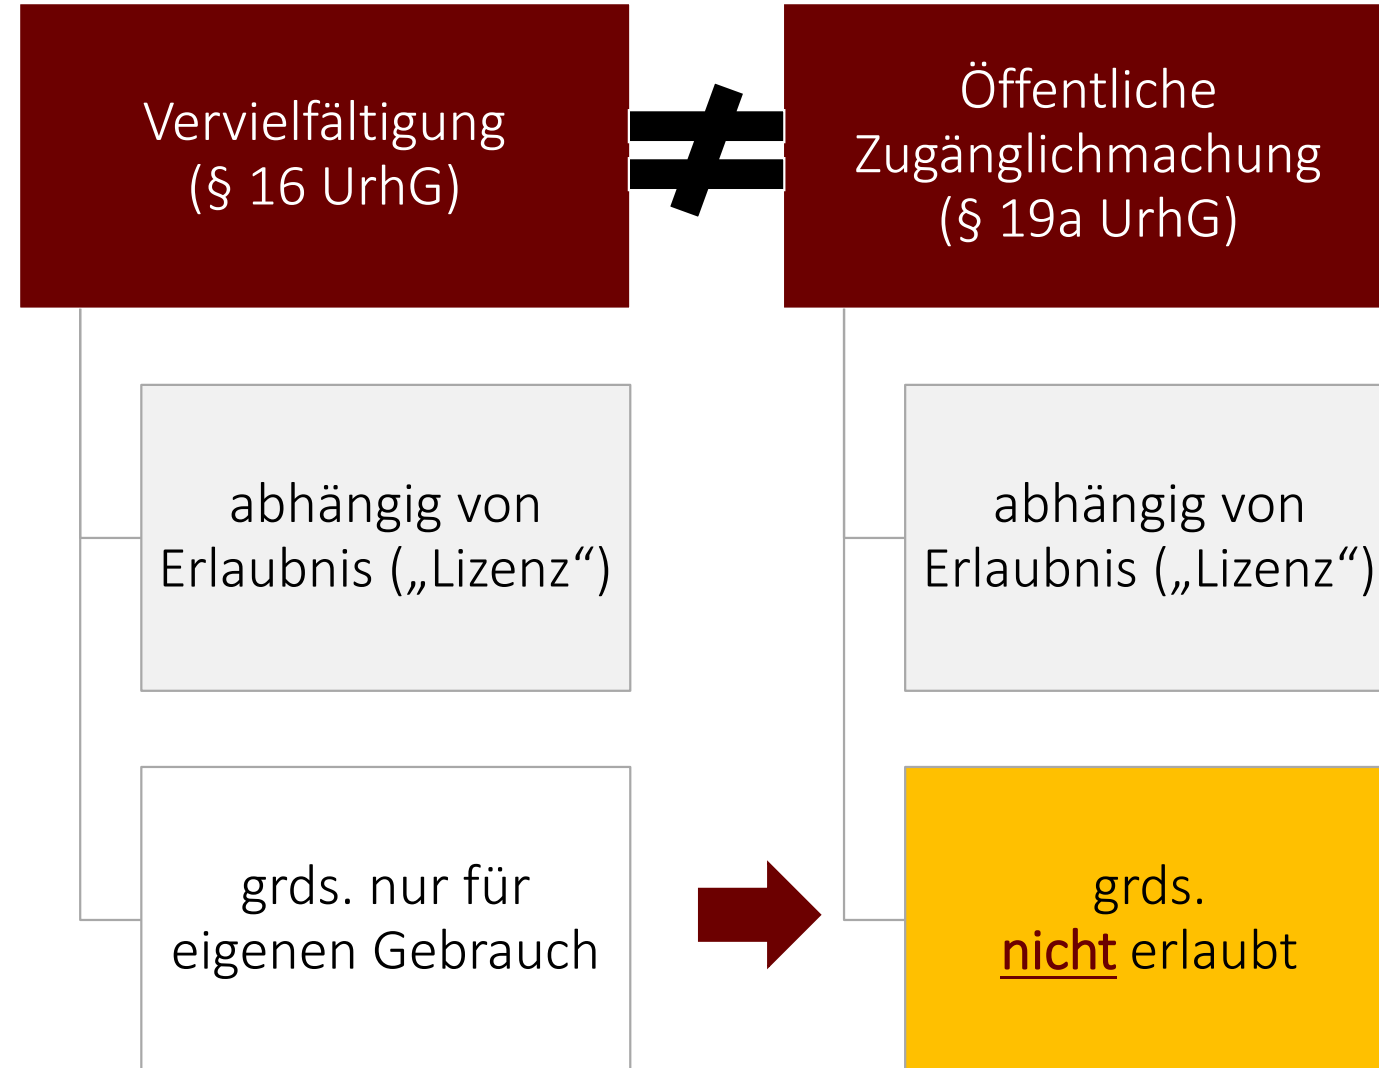 Vervielfältigung
(§ 16 UrhG)
≠
Öffentliche
Zugänglichmachung
(§ 19a UrhG)
abhängig von
Erlaubnis („Lizenz“)
abhängig von
Erlaubnis („Lizenz“)
grds. nur für
eigenen Gebrauch
grds.
nicht erlaubt